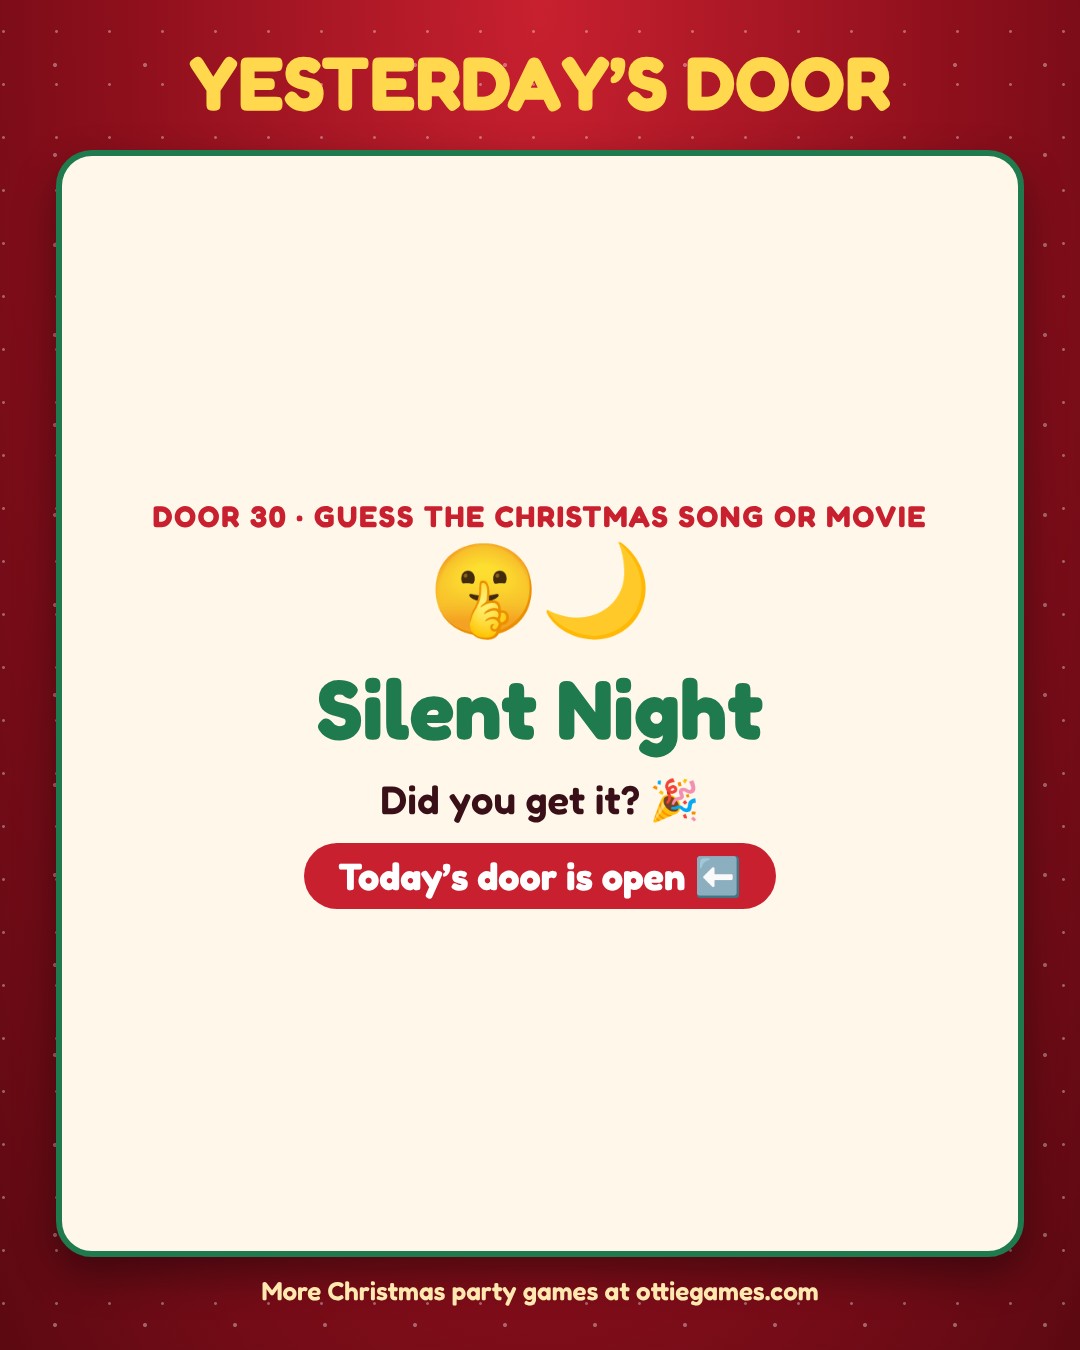 YESTERDAY’S DOOR
DOOR 30 · GUESS THE CHRISTMAS SONG OR MOVIE
Silent Night
Did you get it? 🎉
Today’s door is open ⬅️
More Christmas party games at ottiegames.com